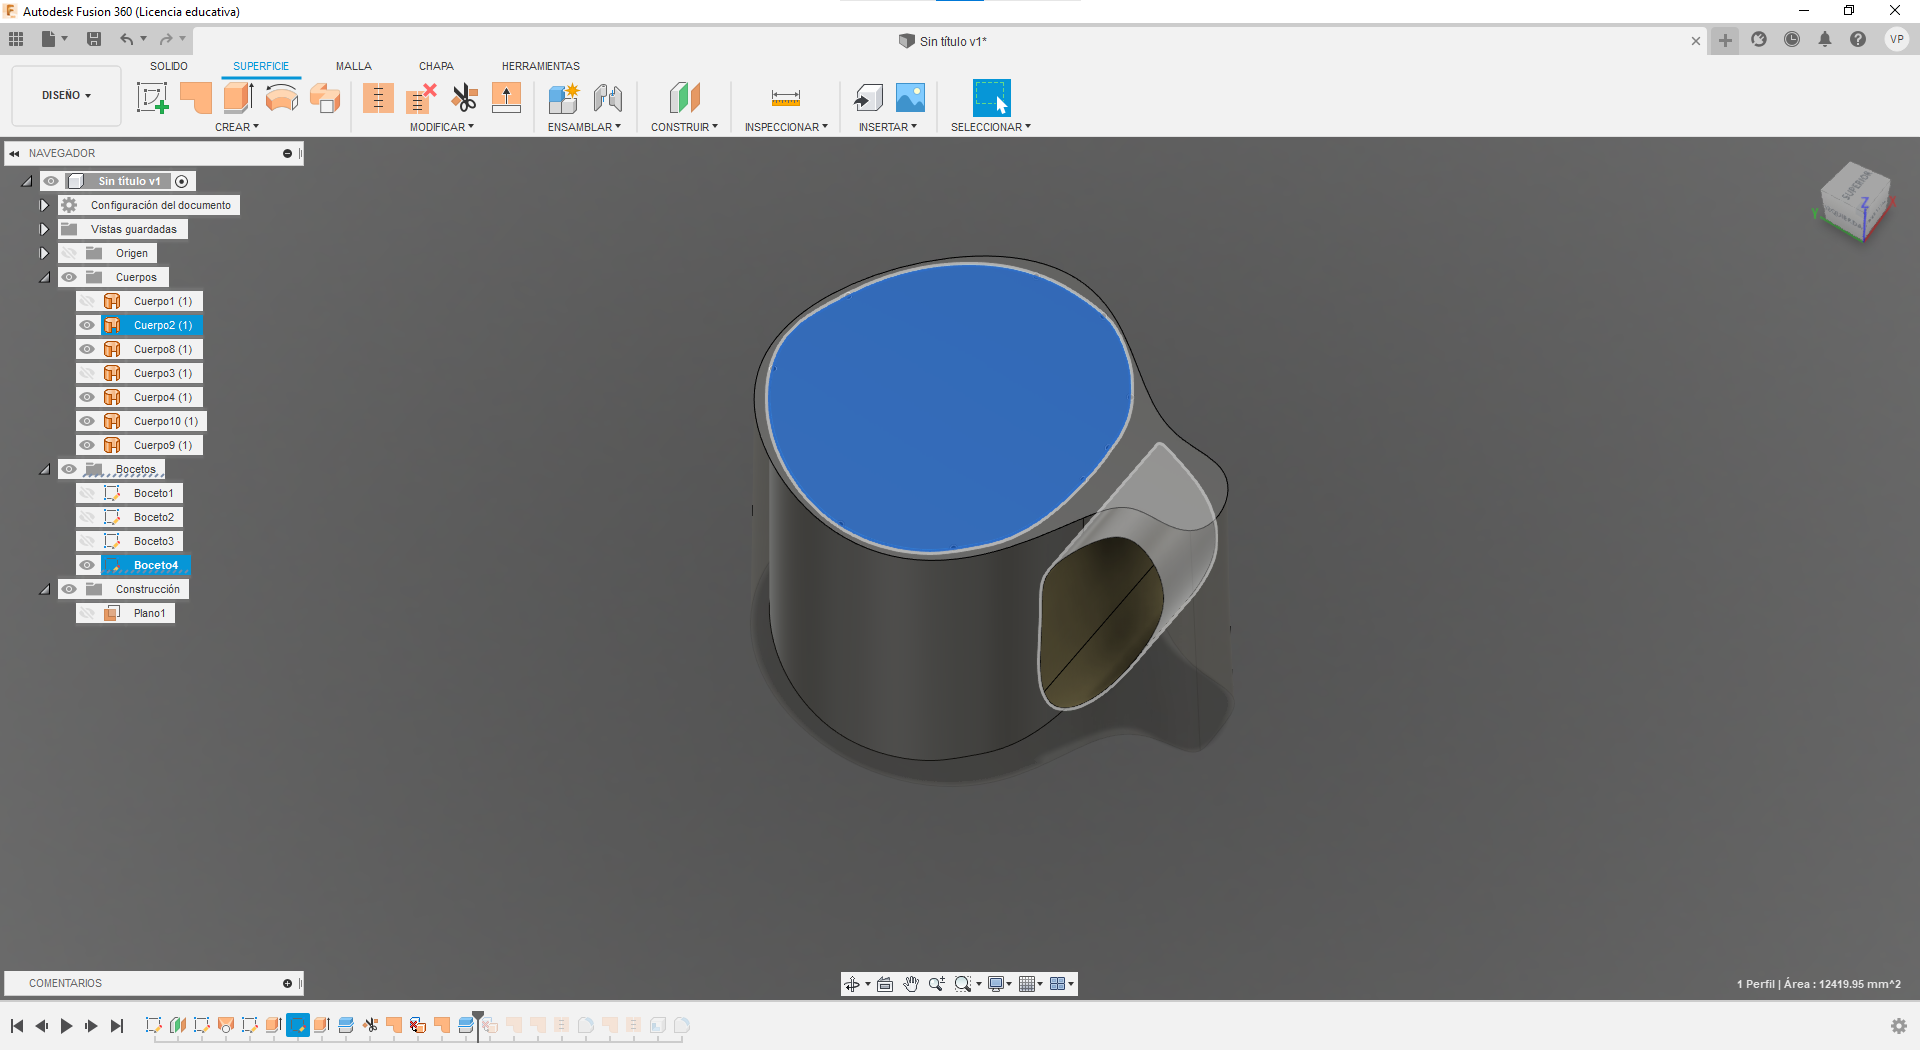 Autodesk Fusion 360 (Licencia educativa)
Sin título v1*
VP
DISEÑO
SOLIDO SUPERFICIE MALLA CHAPA HERRAMIENTAS
CREAR MODIFICAR ENSAMBLAR CONSTRUIR INSPECCIONAR INSERTAR SELECCIONAR
NAVEGADOR
Sin título v1
Configuración del documento
Vistas guardadas
Origen
Cuerpos
Cuerpo1 (1)
Cuerpo2 (1)
Cuerpo8 (1)
Cuerpo3 (1)
Cuerpo4 (1)
Cuerpo10 (1)
Cuerpo9 (1)
Bocetos
Boceto1
Boceto2
Boceto3
Boceto4
Construcción
Plano1
SUPERIOR
Z
Y
X
COMENTARIOS
1 Perfil | Área : 12419.95 mm^2